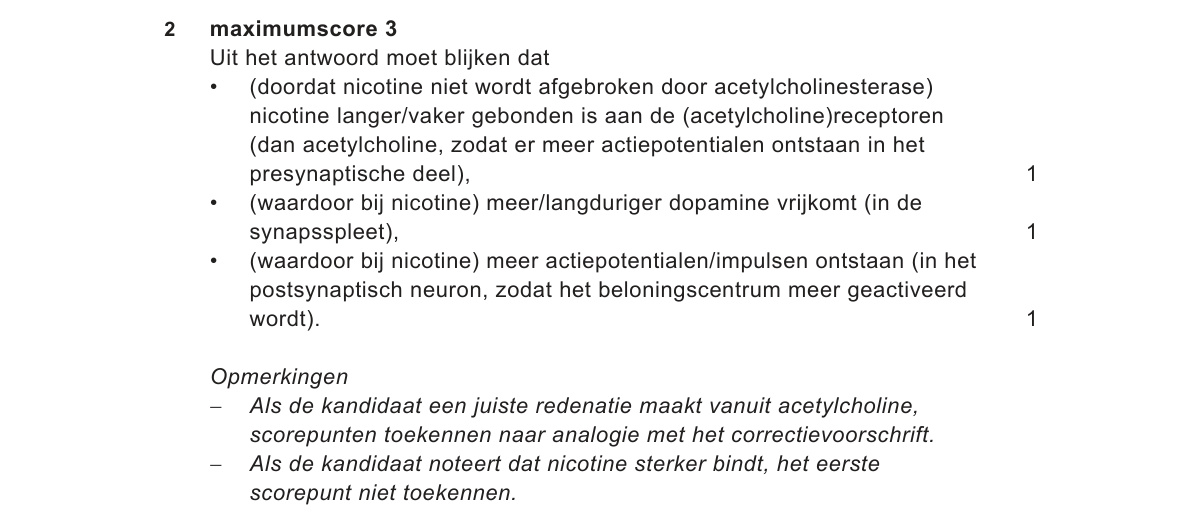 2 maximumscore 3
Uit het antwoord moet blijken dat
• (doordat nicotine niet wordt afgebroken door acetylcholinesterase)
nicotine langer/vaker gebonden is aan de (acetylcholine)receptoren
(dan acetylcholine, zodat er meer actiepotentialen ontstaan in het
presynaptische deel), 1
• (waardoor bij nicotine) meer/langduriger dopamine vrijkomt (in de
synapsspleet), 1
• (waardoor bij nicotine) meer actiepotentialen/impulsen ontstaan (in het
postsynaptisch neuron, zodat het beloningscentrum meer geactiveerd
wordt). 1
Opmerkingen
– Als de kandidaat een juiste redenatie maakt vanuit acetylcholine,
scorepunten toekennen naar analogie met het correctievoorschrift.
– Als de kandidaat noteert dat nicotine sterker bindt, het eerste
scorepunt niet toekennen.